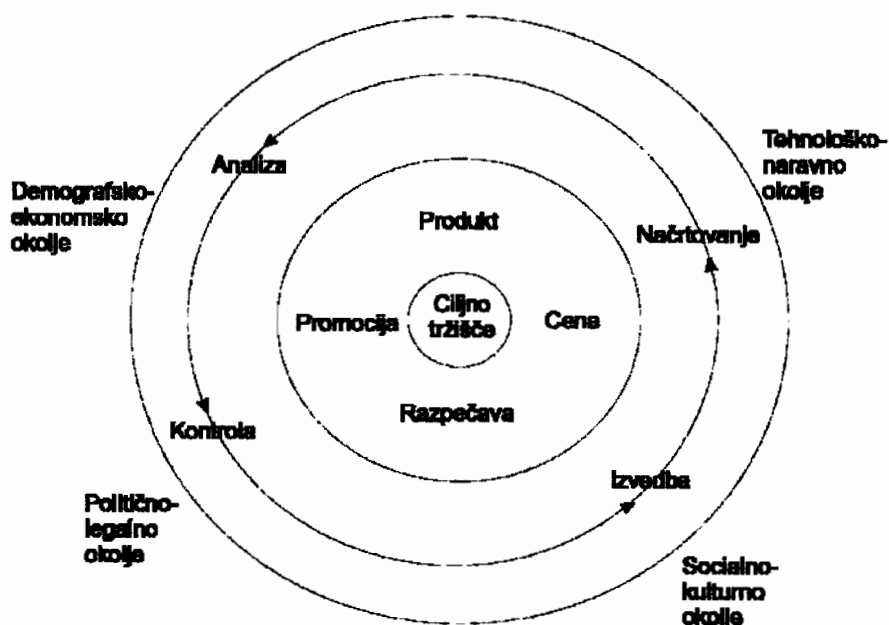 Tehnološko-
naravno
okolje
Analiza
Demografsko-
ekonomsko
okolje
Produkt
Načrtovanje
Ciljno
tržišče
Promocija
Cena
Razpečava
Kontrola
Izvedba
Politično-
legalno
okolje
Socialno-
kulturno
okolje